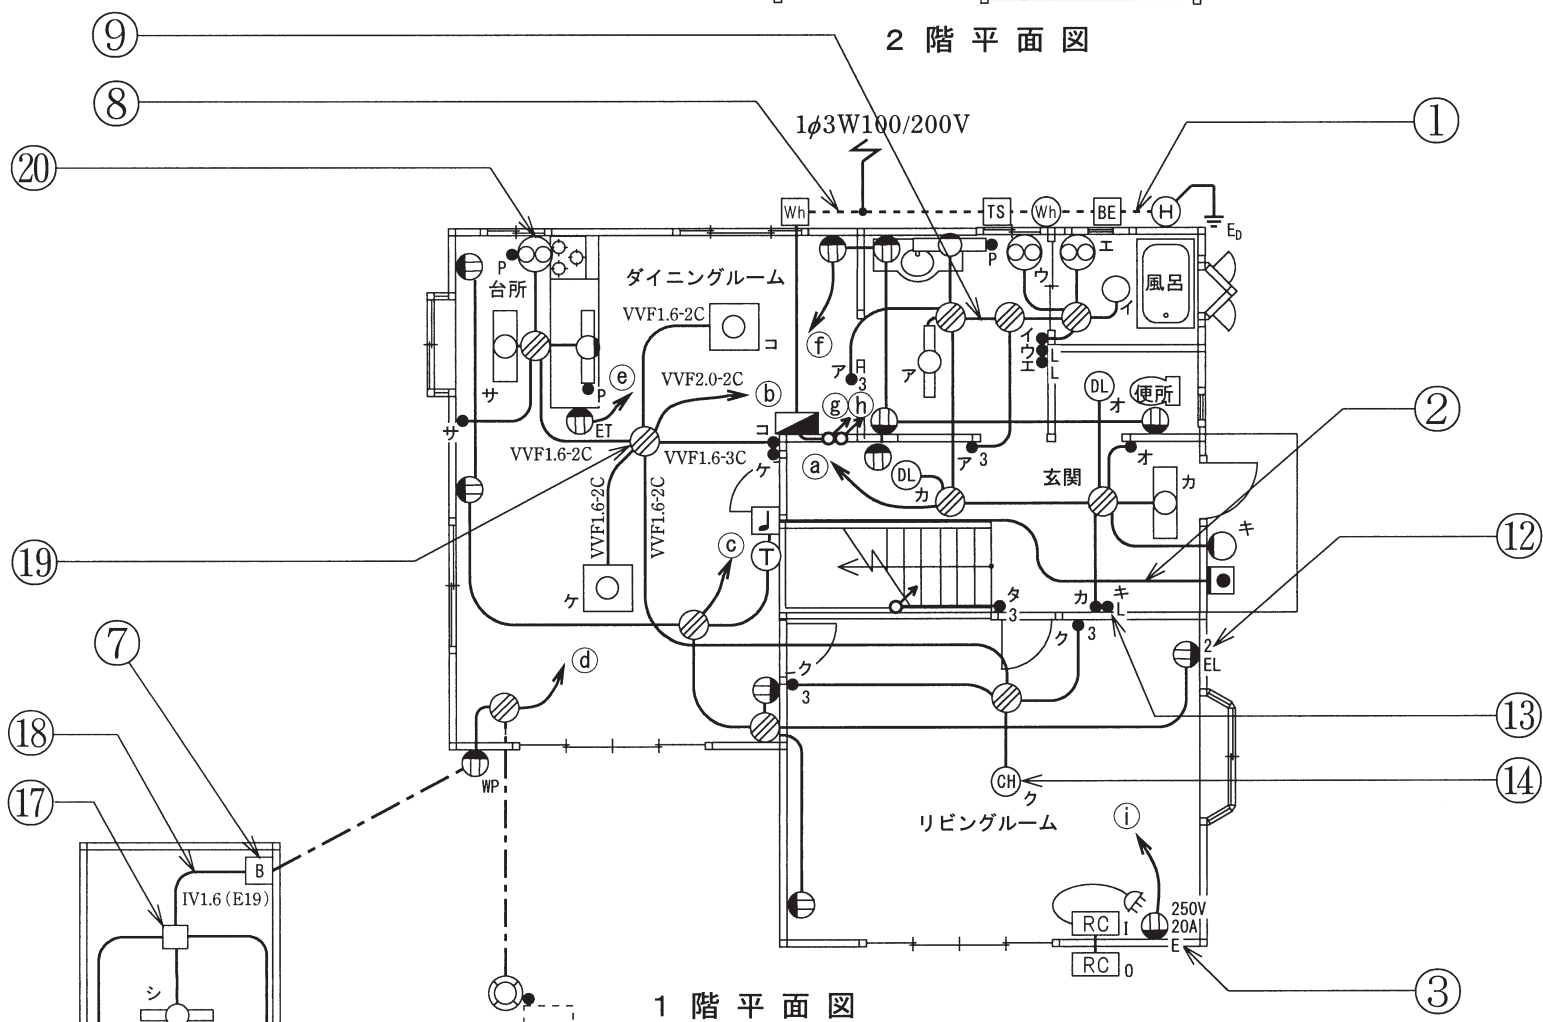 2 階 平 面 図
⑨
⑧
1φ3W100/200V
①
⑳
Wh
TS
Wh
BE
H
E_D
P
台所
ダイニングルーム
P
ウ
エ
イ
風呂
VVF1.6-2C
コ
ⓕ
サ
ア
R
3
ア
イ
ウ
エ
L
L
P
ⓔ
VVF2.0-2C
ⓑ
ⓖ
ⓗ
DL
オ
便所
②
サ
ET
コ
VVF1.6-2C
VVF1.6-3C
ケ
ⓐ
ア
3
オ
DL
カ
玄関
カ
VVF1.6-2C
VVF1.6-2C
キ
⑫
ⓒ
T
⑲
ケ
タ
3
カ
キ
L
⑦
ク
3
2
EL
ⓓ
ク
3
⑬
⑱
WP
CH
ク
⑭
⑰
リビングルーム
ⓘ
B
IV1.6 (E19)
250V
20A
E
RC
I
RC
O
シ
③
1 階 平 面 図